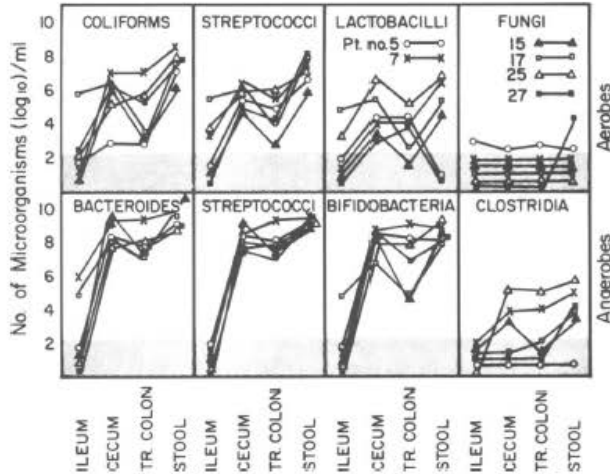 COLIFORMS STREPTOCOCCI LACTOBACILLI FUNGI
Pt. no.5
7
15
17
25
27
10
8
6
4
2
Aerobes
No. of Microorganisms (log10)/ml
BACTEROIDES STREPTOCOCCI BIFIDOBACTERIA CLOSTRIDIA
10
8
6
4
2
Anaerobes
ILEUM CECUM TR. COLON STOOL ILEUM CECUM TR. COLON STOOL ILEUM CECUM TR. COLON STOOL ILEUM CECUM TR. COLON STOOL